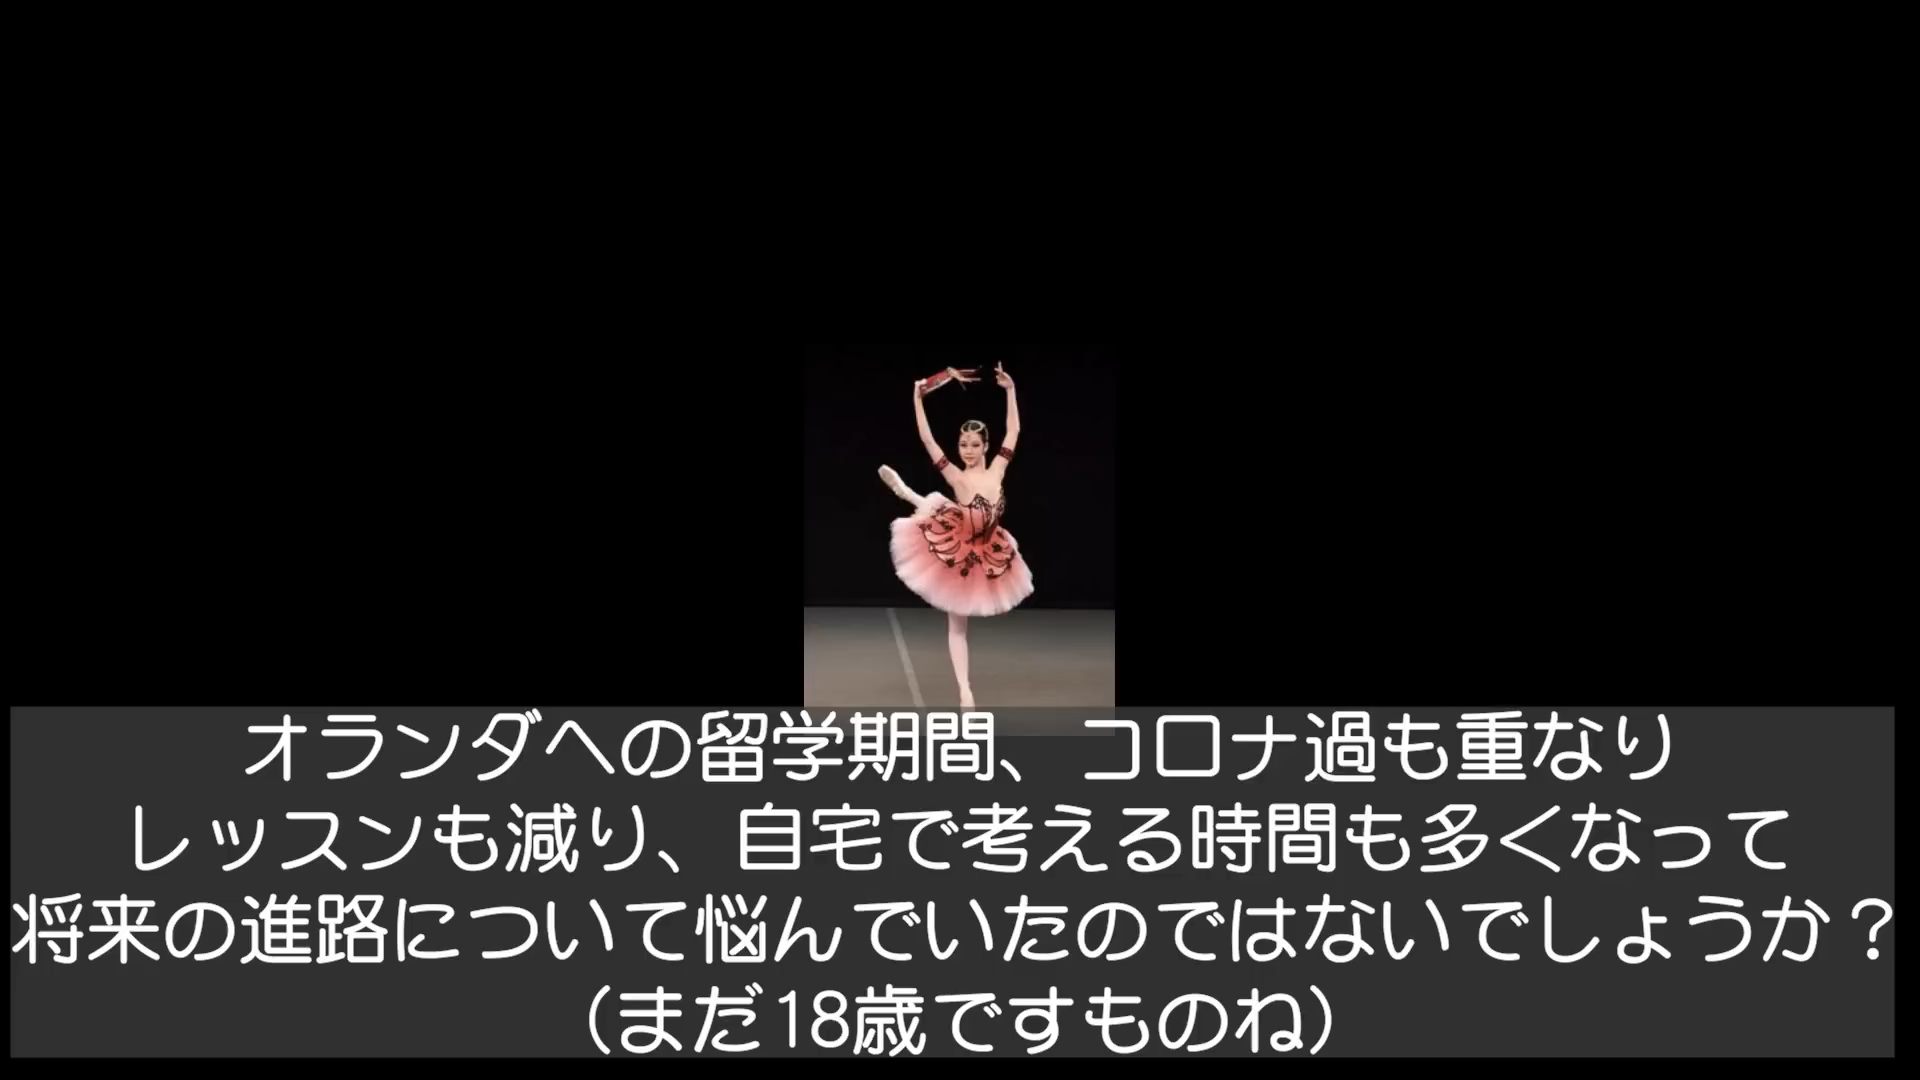 オランダへの留学期間、コロナ過も重なり
レッスンも減り、自宅で考える時間も多くなって
将来の進路について悩んでいたのではないでしょうか？
（まだ18歳ですものね）